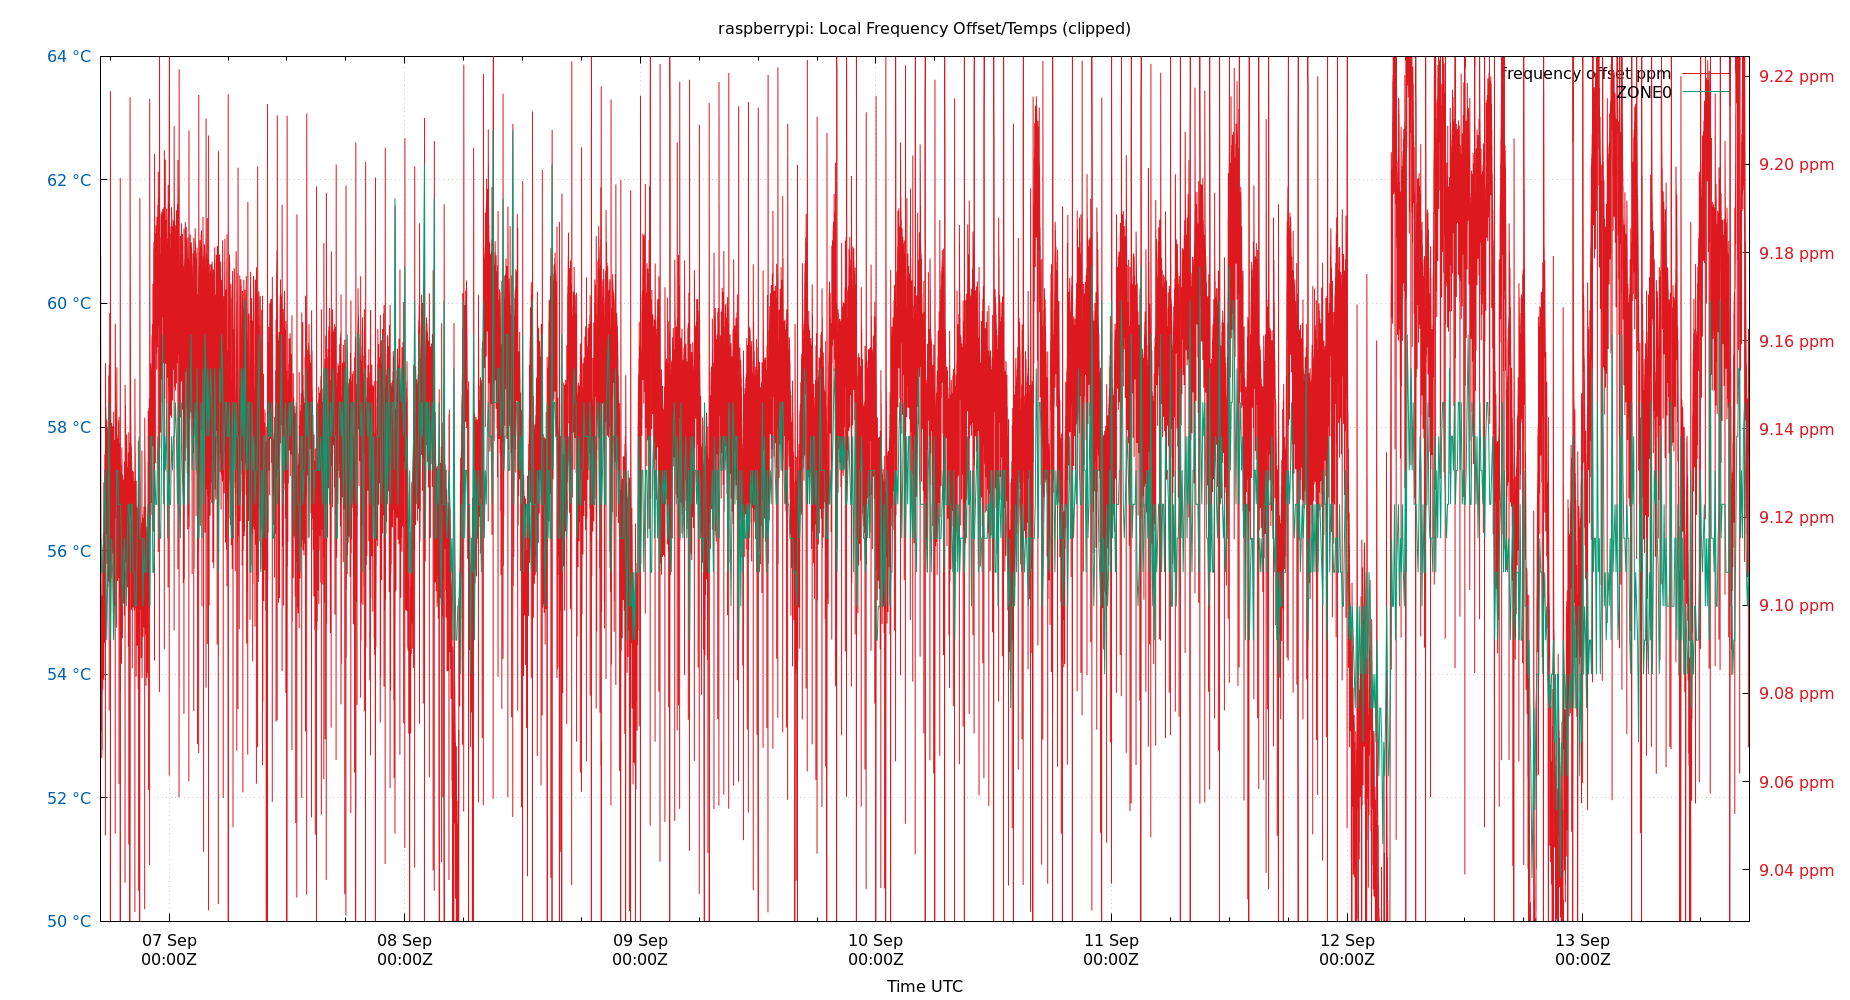 raspberrypi: Local Frequency Offset/Temps (clipped)
64 °C
62 °C
60 °C
58 °C
56 °C
54 °C
52 °C
50 °C
frequency offset ppm
ZONE0
9.22 ppm
9.20 ppm
9.18 ppm
9.16 ppm
9.14 ppm
9.12 ppm
9.10 ppm
9.08 ppm
9.06 ppm
9.04 ppm
07 Sep 08 Sep 09 Sep 10 Sep 11 Sep 12 Sep 13 Sep
00:00Z 00:00Z 00:00Z 00:00Z 00:00Z 00:00Z 00:00Z
Time UTC